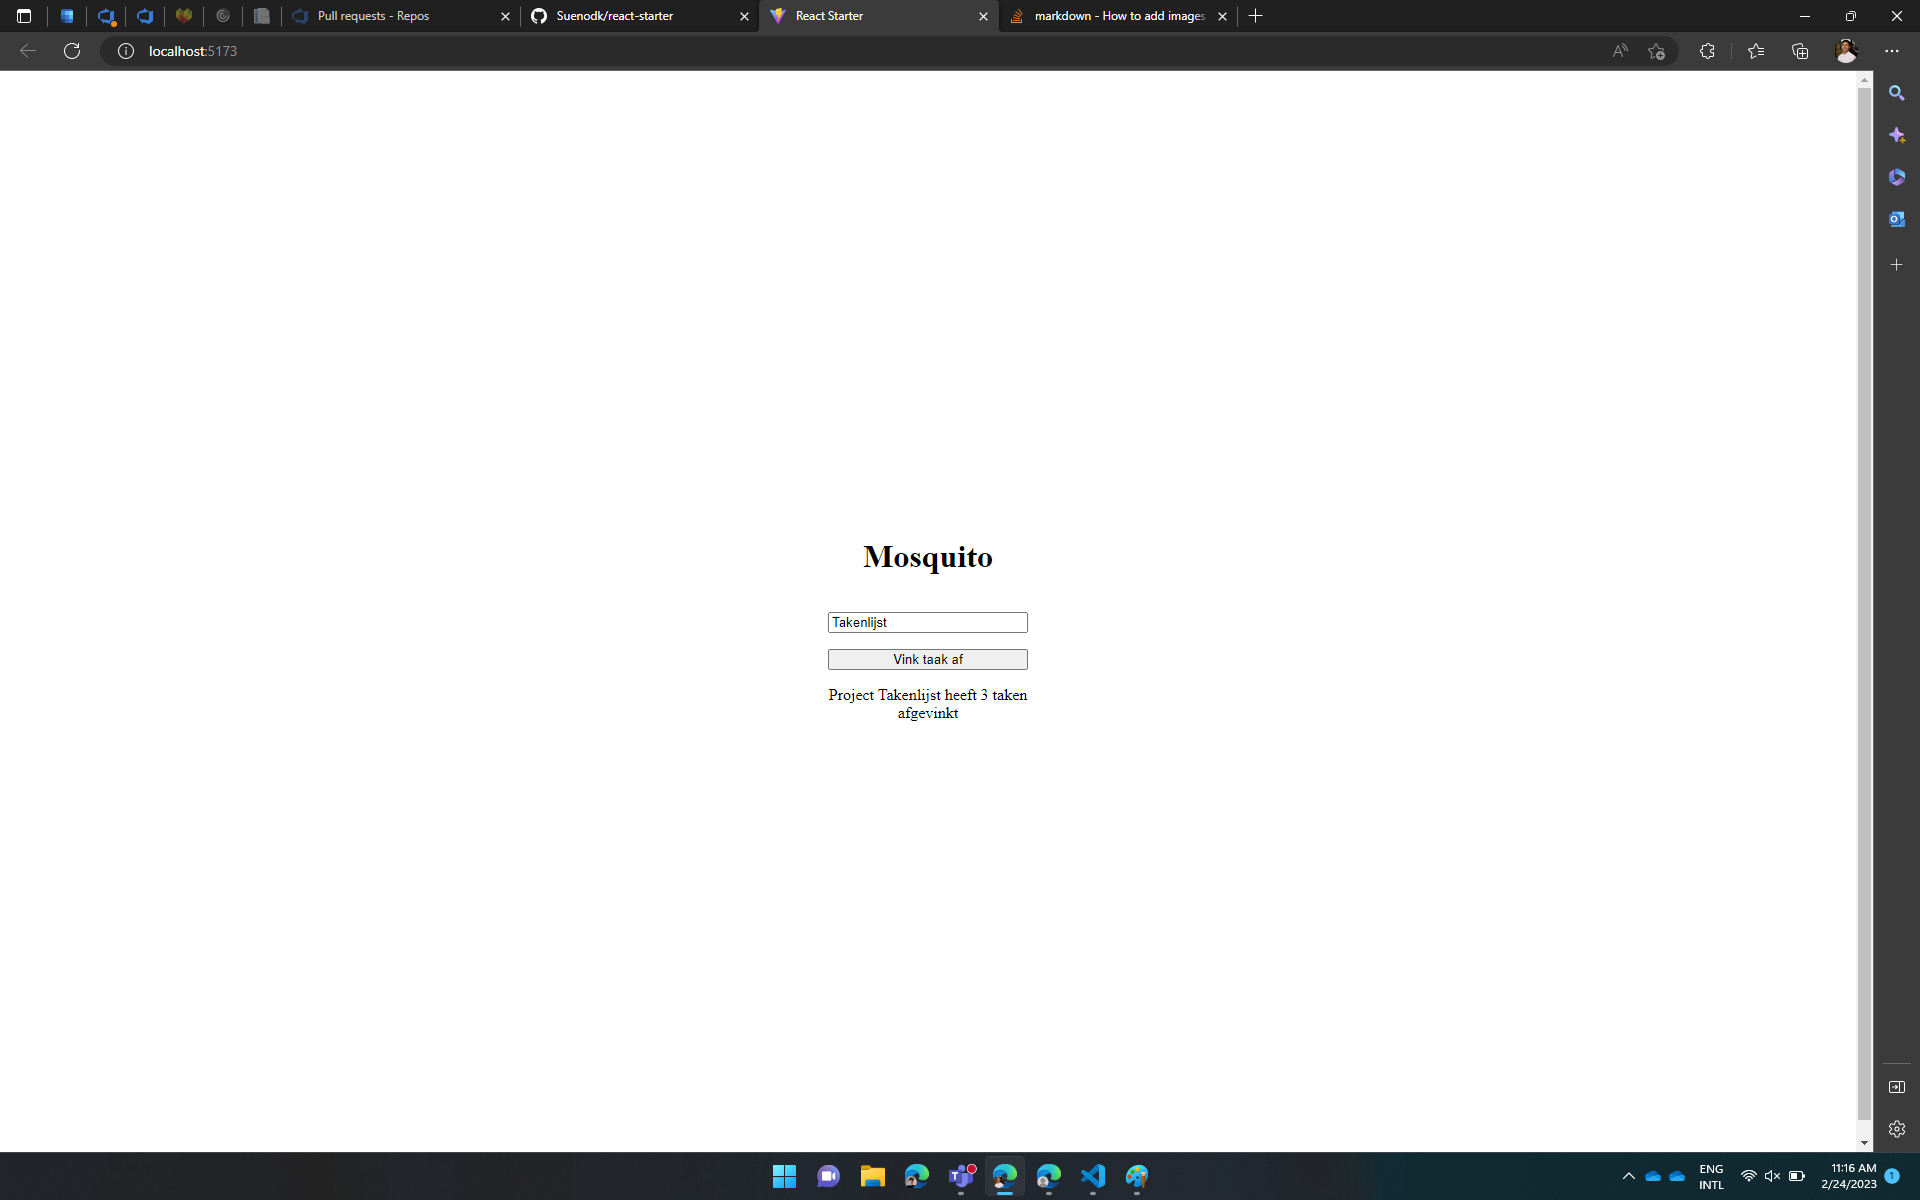 Pull requests - Repos
Suenodk/react-starter
React Starter
markdown - How to add images
localhost:5173
Mosquito
Takenlijst
Vink taak af
Project Takenlijst heeft 3 taken
afgevinkt
ENG
INTL
11:16 AM
2/24/2023
1